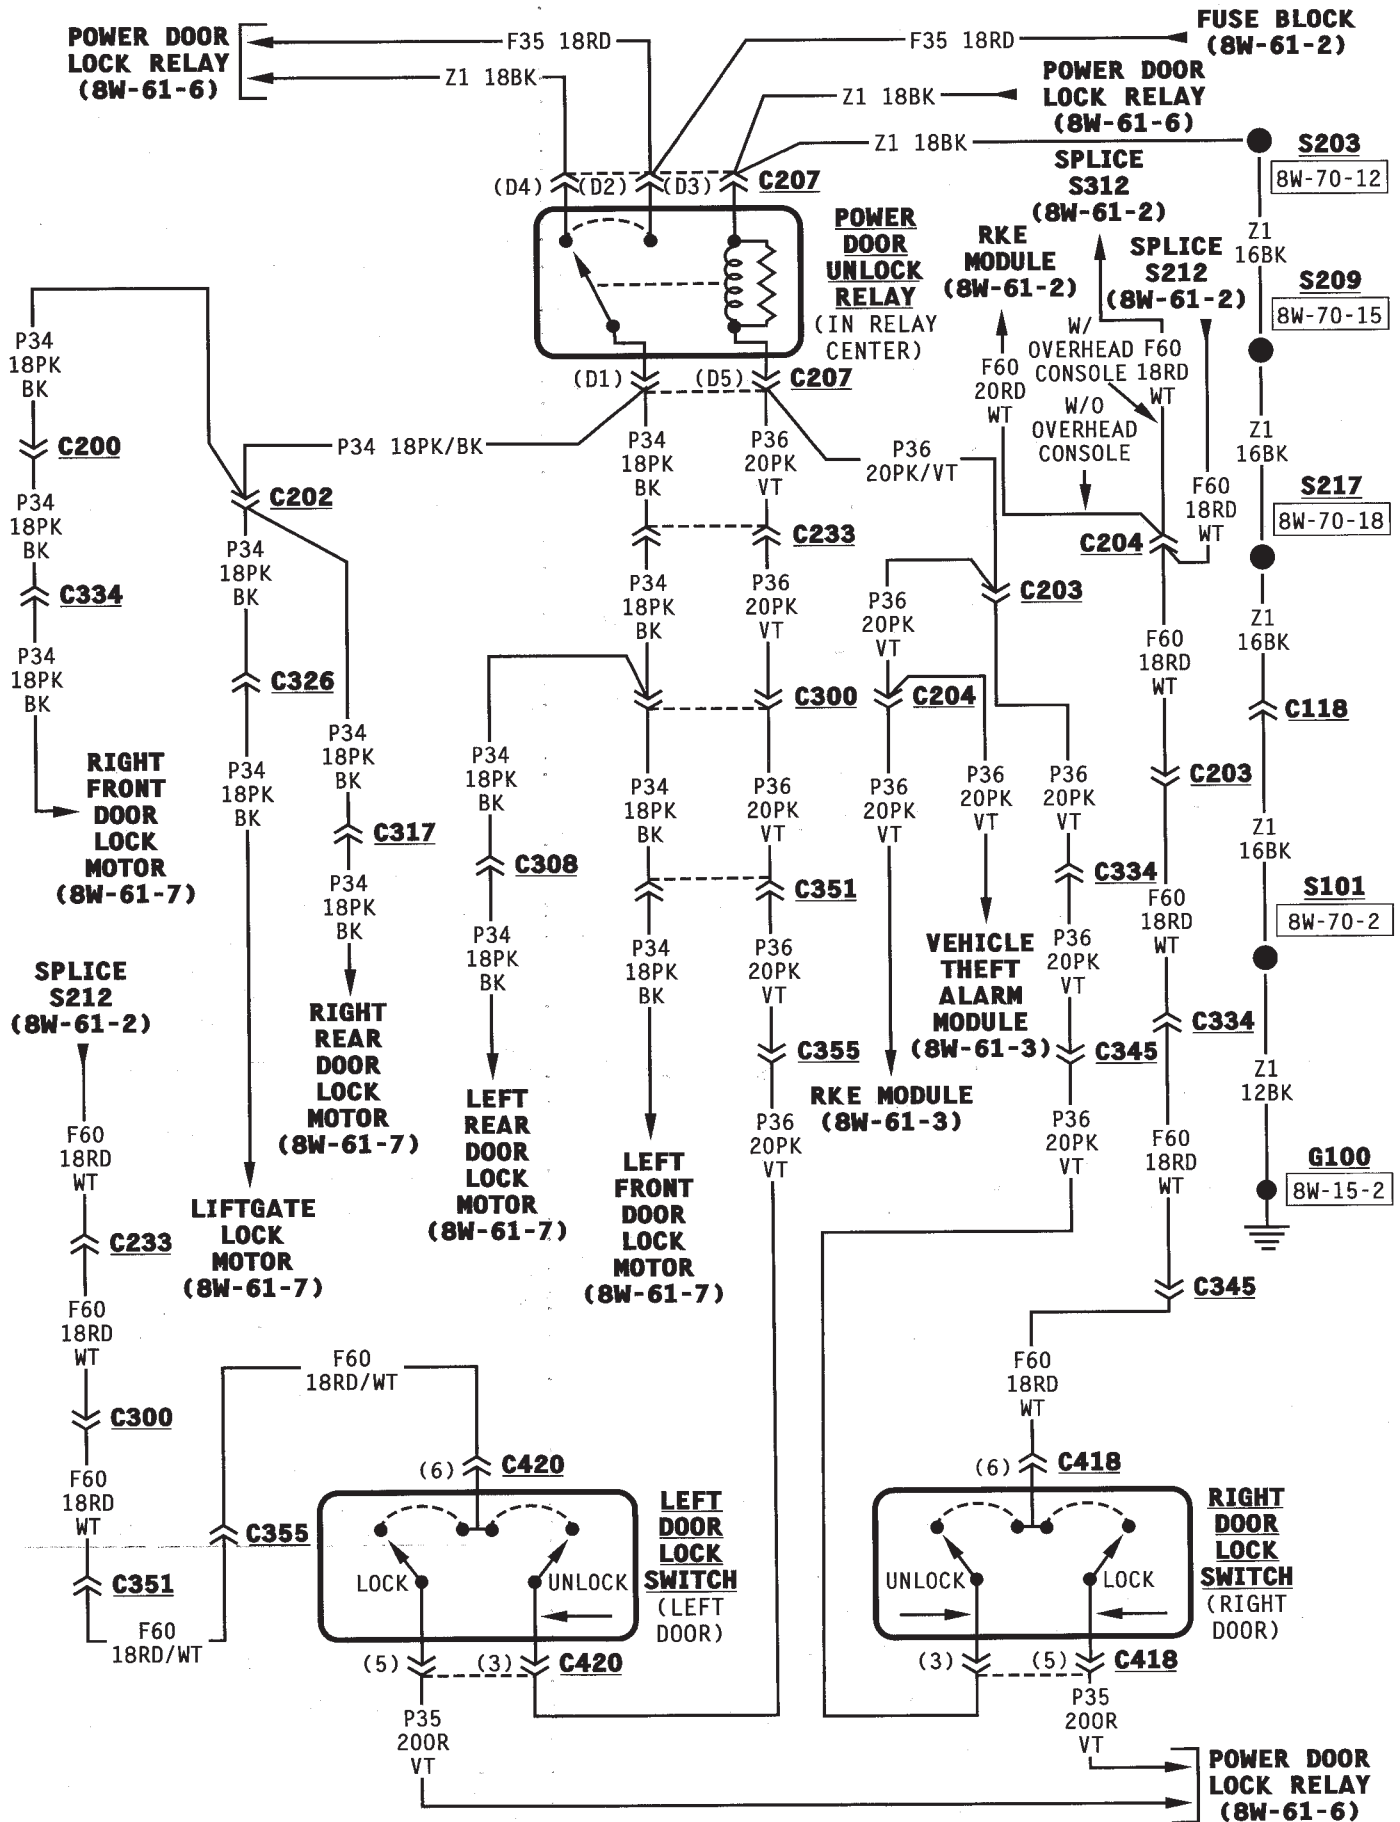 POWER DOOR
LOCK RELAY
(8W-61-6)
F35 18RD
Z1 18BK
F35 18RD
FUSE BLOCK
(8W-61-2)
Z1 18BK
POWER DOOR
LOCK RELAY
(8W-61-6)
Z1 18BK
S203
8W-70-12
(D4)
(D2)
(D3)
C207
SPLICE
S312
(8W-61-2)
POWER
DOOR
UNLOCK
RELAY
(IN RELAY
CENTER)
RKE
MODULE
(8W-61-2)
SPLICE
S212
(8W-61-2)
Z1
16BK
S209
8W-70-15
W/
OVERHEAD
CONSOLE
F60
18RD
WT
F60
20RD
WT
W/O
OVERHEAD
CONSOLE
(D1)
(D5)
C207
P34
18PK
BK
C200
P34 18PK/BK
P34
18PK
BK
P36
20PK
VT
P36
20PK/VT
Z1
16BK
F60
18RD
WT
S217
8W-70-18
C202
P34
18PK
BK
P34
18PK
BK
C233
C204
C334
P34
18PK
BK
P36
20PK
VT
P36
20PK
VT
C203
F60
18RD
WT
Z1
16BK
P34
18PK
BK
C326
C300
C204
C118
P34
18PK
BK
P34
18PK
BK
P34
18PK
BK
P34
18PK
BK
P36
20PK
VT
P36
20PK
VT
P36
20PK
VT
P36
20PK
VT
C203
RIGHT
FRONT
DOOR
LOCK
MOTOR
(8W-61-7)
C317
C308
C351
C334
Z1
16BK
S101
8W-70-2
P34
18PK
BK
P34
18PK
BK
P34
18PK
BK
P36
20PK
VT
VEHICLE
THEFT
ALARM
MODULE
(8W-61-3)
P36
20PK
VT
F60
18RD
WT
SPLICE
S212
(8W-61-2)
RIGHT
REAR
DOOR
LOCK
MOTOR
(8W-61-7)
C355
C345
C334
LEFT
REAR
DOOR
LOCK
MOTOR
(8W-61-7)
RKE MODULE
(8W-61-3)
Z1
12BK
F60
18RD
WT
P36
20PK
VT
P36
20PK
VT
F60
18RD
WT
G100
8W-15-2
LEFT
FRONT
DOOR
LOCK
MOTOR
(8W-61-7)
LIFTGATE
LOCK
MOTOR
(8W-61-7)
C233
C345
F60
18RD
WT
F60
18RD/WT
F60
18RD
WT
C300
(6)
C420
(6)
C418
F60
18RD
WT
C355
LEFT
DOOR
LOCK
SWITCH
(LEFT
DOOR)
RIGHT
DOOR
LOCK
SWITCH
(RIGHT
DOOR)
C351
LOCK
UNLOCK
UNLOCK
LOCK
F60
18RD/WT
(5)
(3)
C420
(3)
(5)
C418
P35
20OR
VT
P35
20OR
VT
POWER DOOR
LOCK RELAY
(8W-61-6)